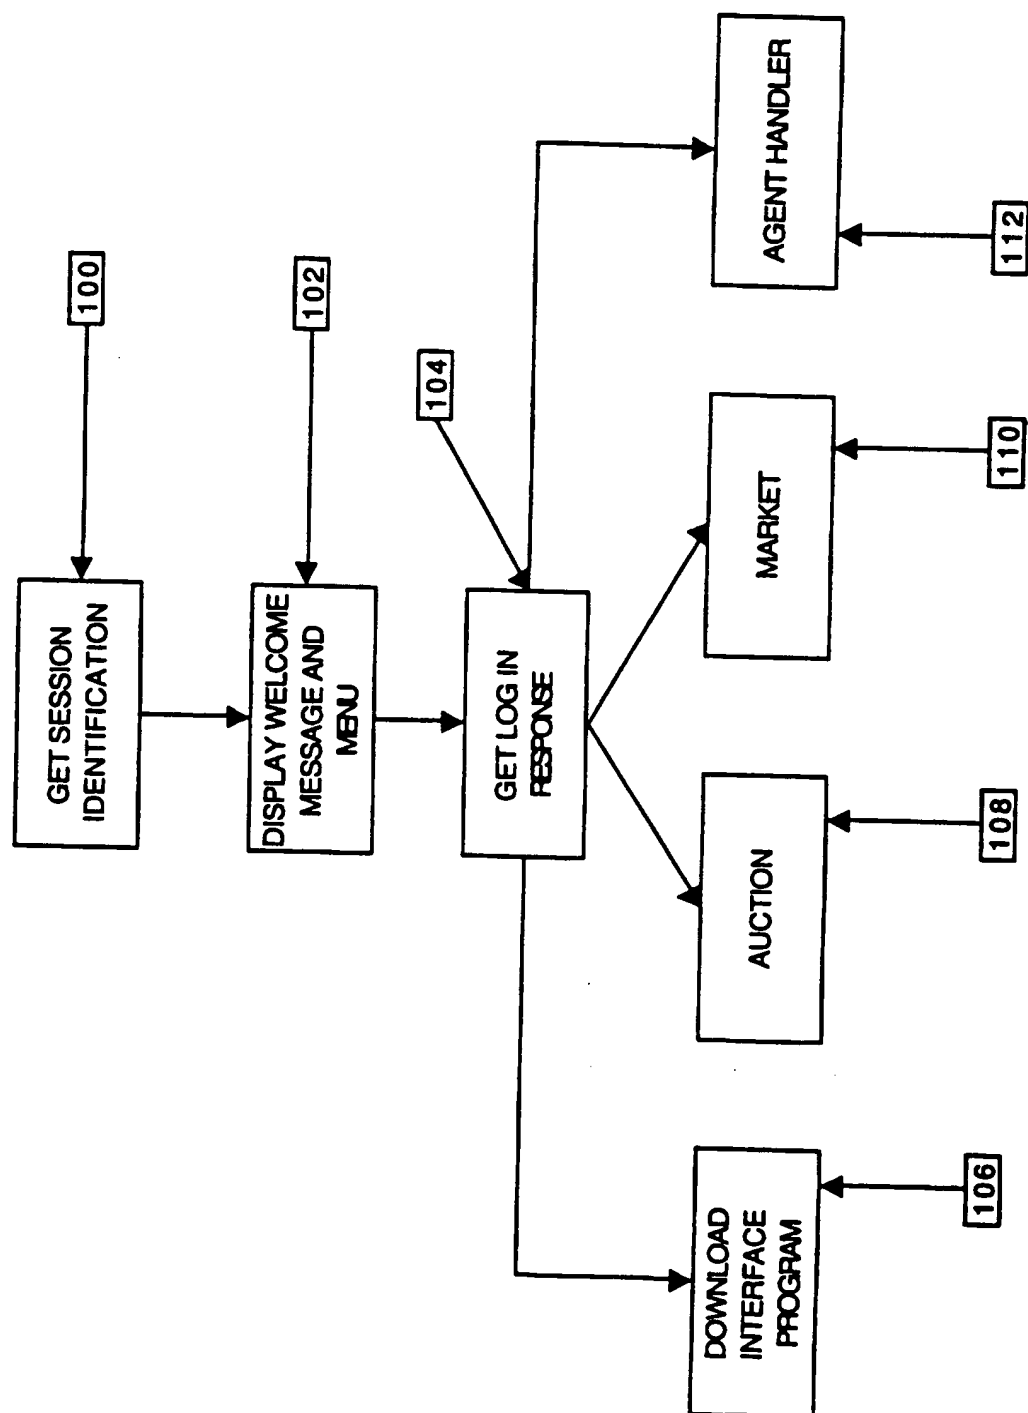 GET SESSION
IDENTIFICATION
100
DISPLAY WELCOME
MESSAGE AND
MENU
102
GET LOG IN
RESPONSE
104
DOWNLOAD
INTERFACE
PROGRAM
106
AUCTION
108
MARKET
110
AGENT HANDLER
112